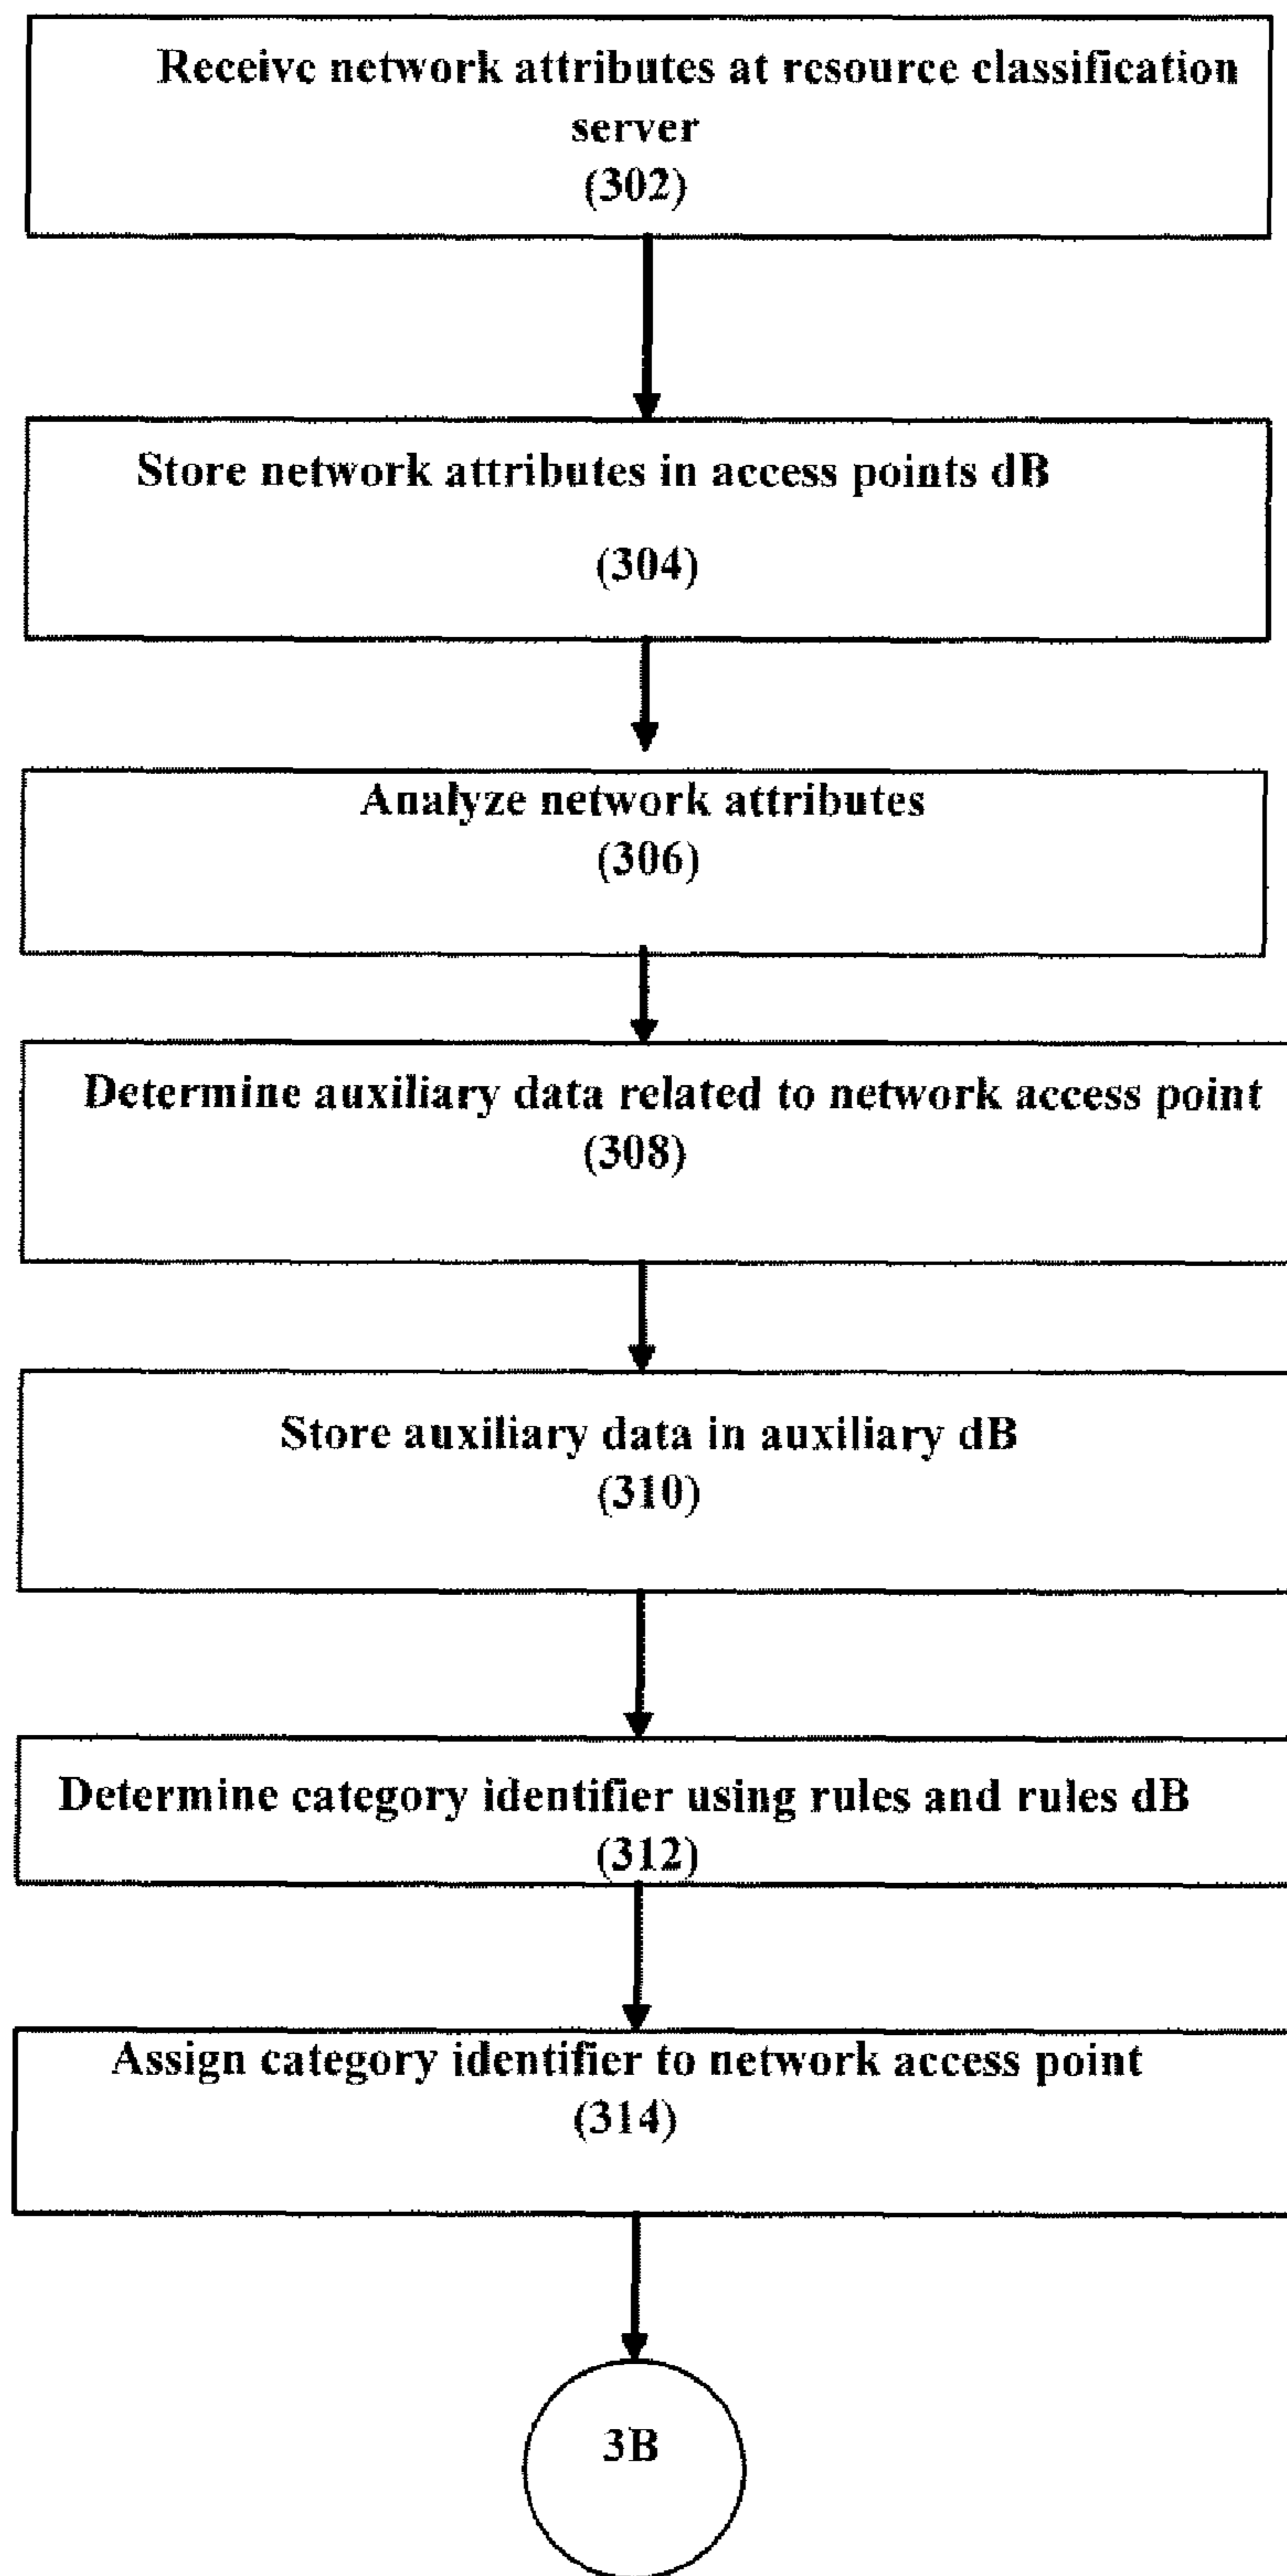 Receive network attributes at resource classification
server
(302)
Store network attributes in access points dB
(304)
Analyze network attributes
(306)
Determine auxiliary data related to network access point
(308)
Store auxiliary data in auxiliary dB
(310)
Determine category identifier using rules and rules dB
(312)
Assign category identifier to network access point
(314)
3B